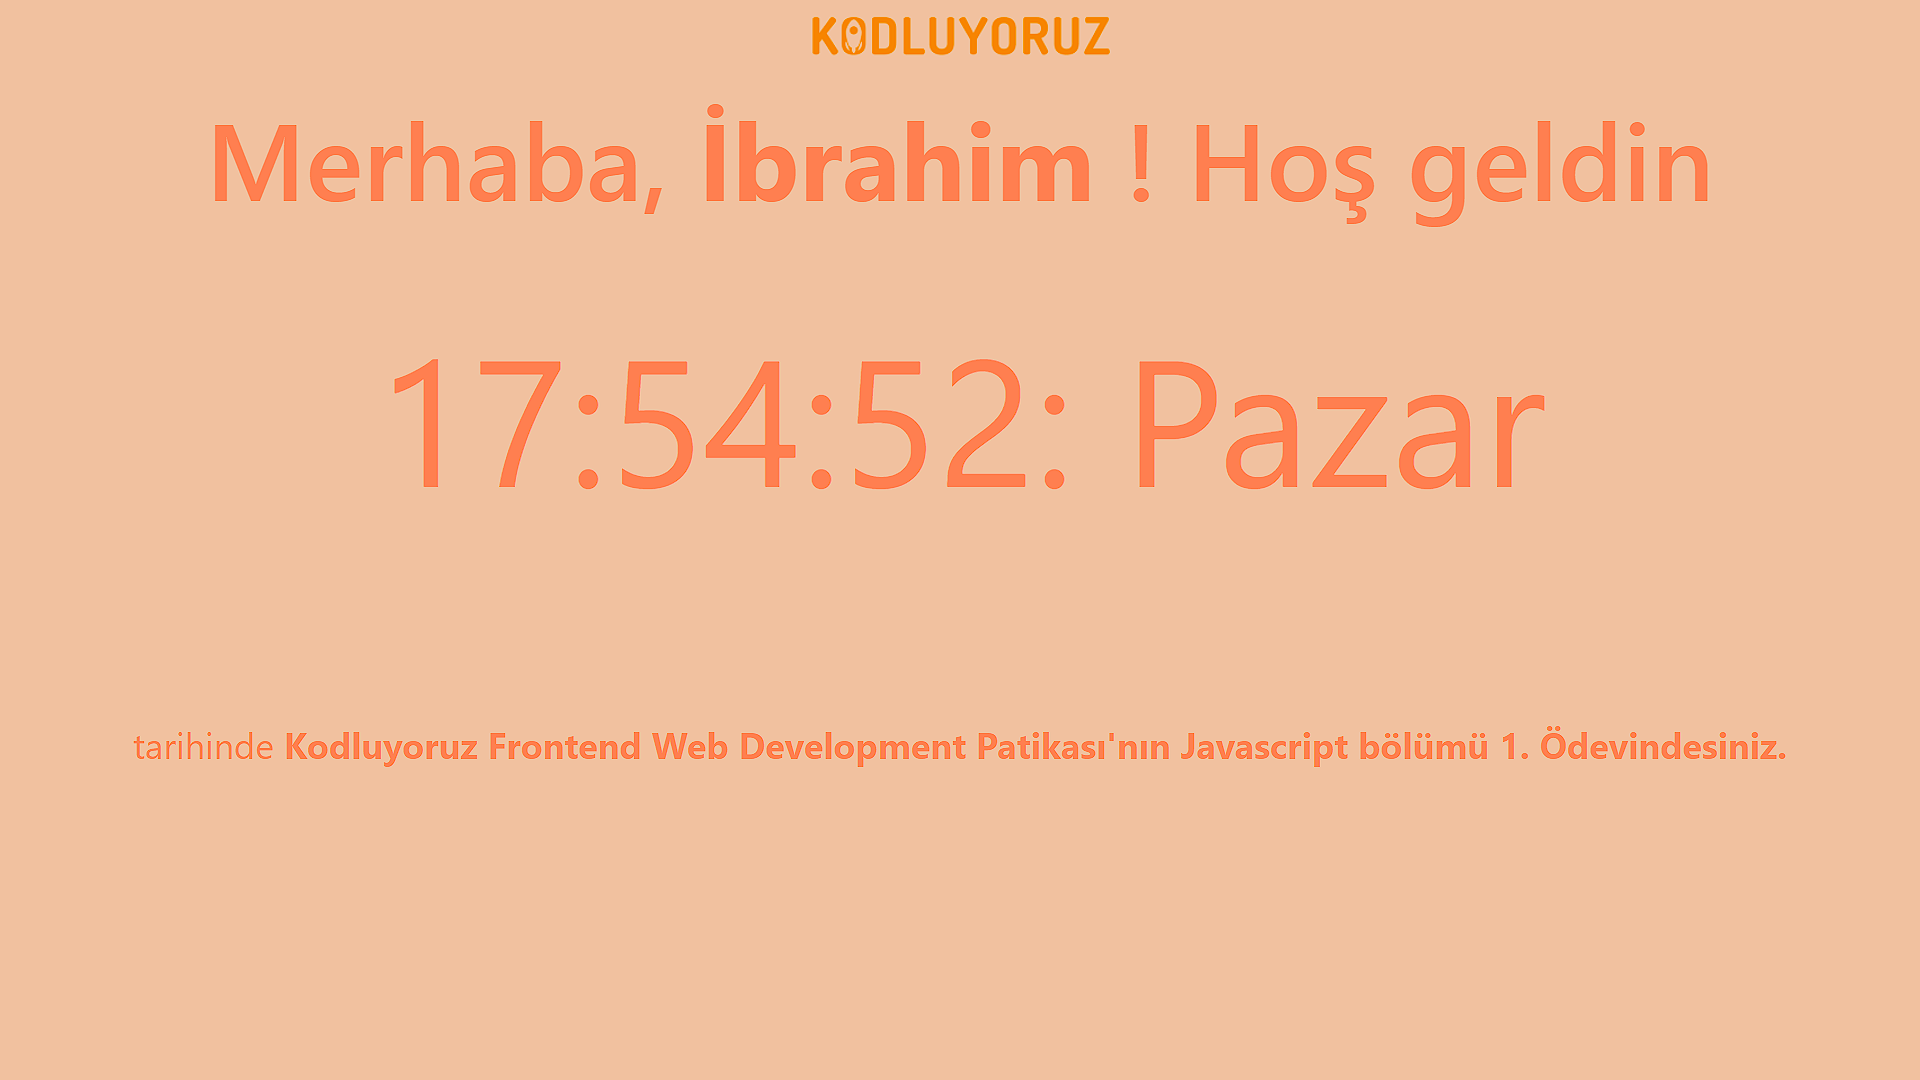 KODLUYORUZ
Merhaba, İbrahim ! Hoş geldin
17:54:52: Pazar
tarihinde Kodluyoruz Frontend Web Development Patikası'nın Javascript bölümü 1. Ödevindesiniz.